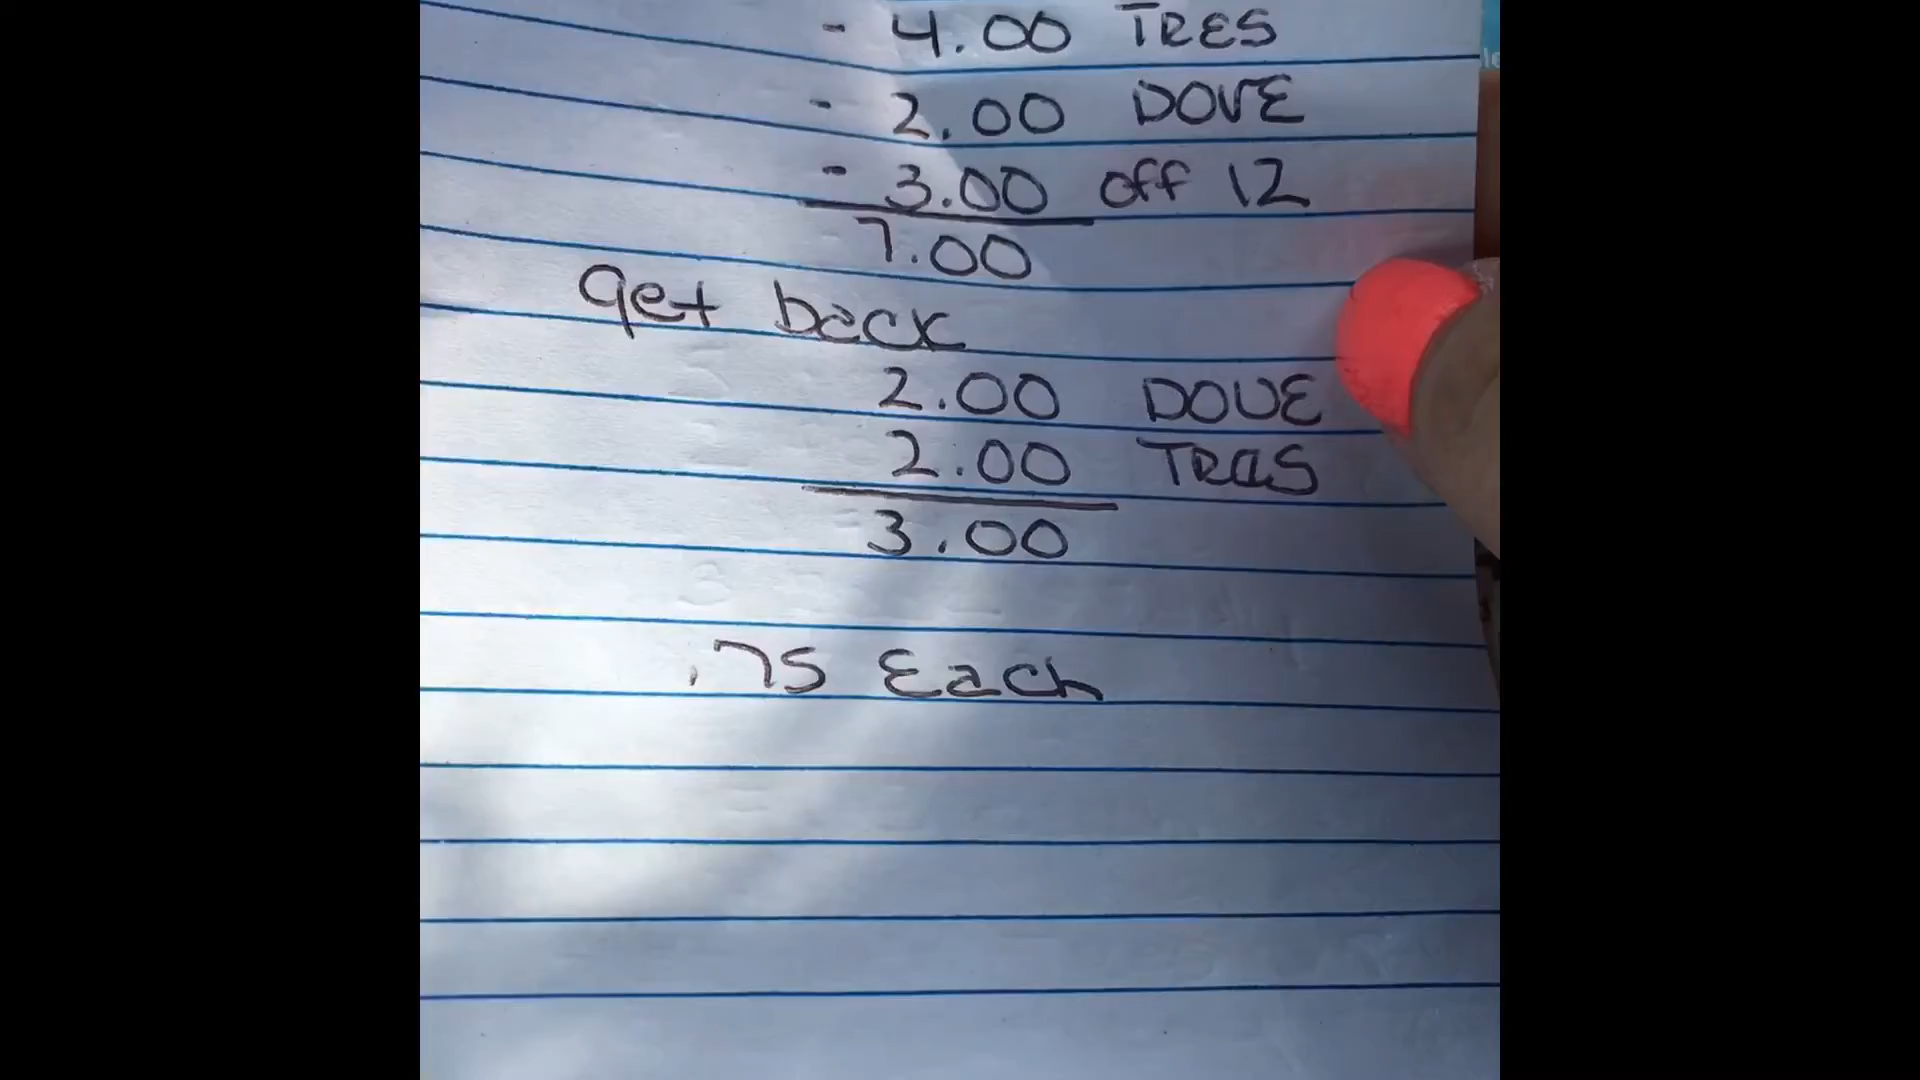 - 4.00 TRES
- 2.00 DOVE
- 3.00 off 12
7.00
get back
2.00 DOVE
2.00 TRES
3.00
.75 Each